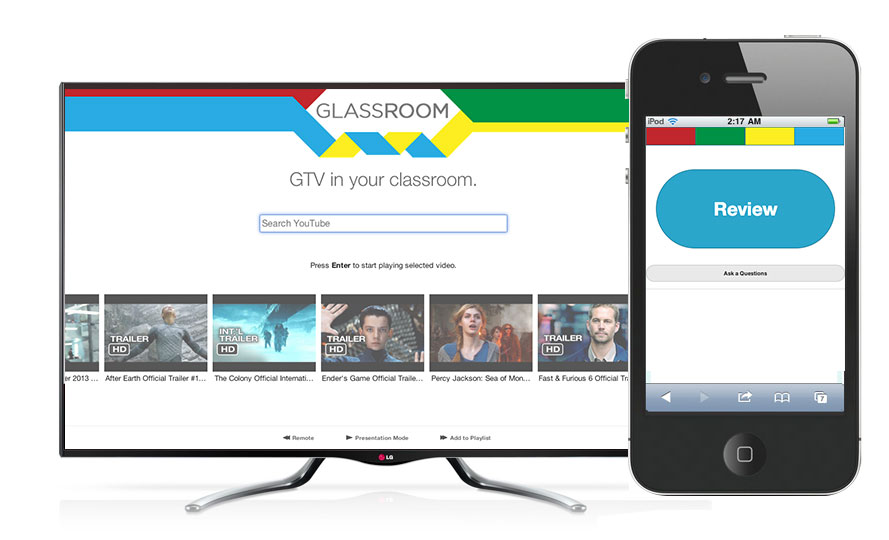 GLASSROOM
GTV in your classroom.
Search YouTube
Press Enter to start playing selected video.
TRAILER
HD
INT'L
TRAILER
HD
TRAILER
HD
TRAILER
HD
er 2013 ...
After Earth Official Trailer #1...
The Colony Official Internati...
Ender's Game Official Traile...
Percy Jackson: Sea of Mon...
Fast & Furious 6 Official Tr
Remote
Presentation Mode
Add to Playlist
LG
iPod
2:17 AM
Review
Ask a Questions
7